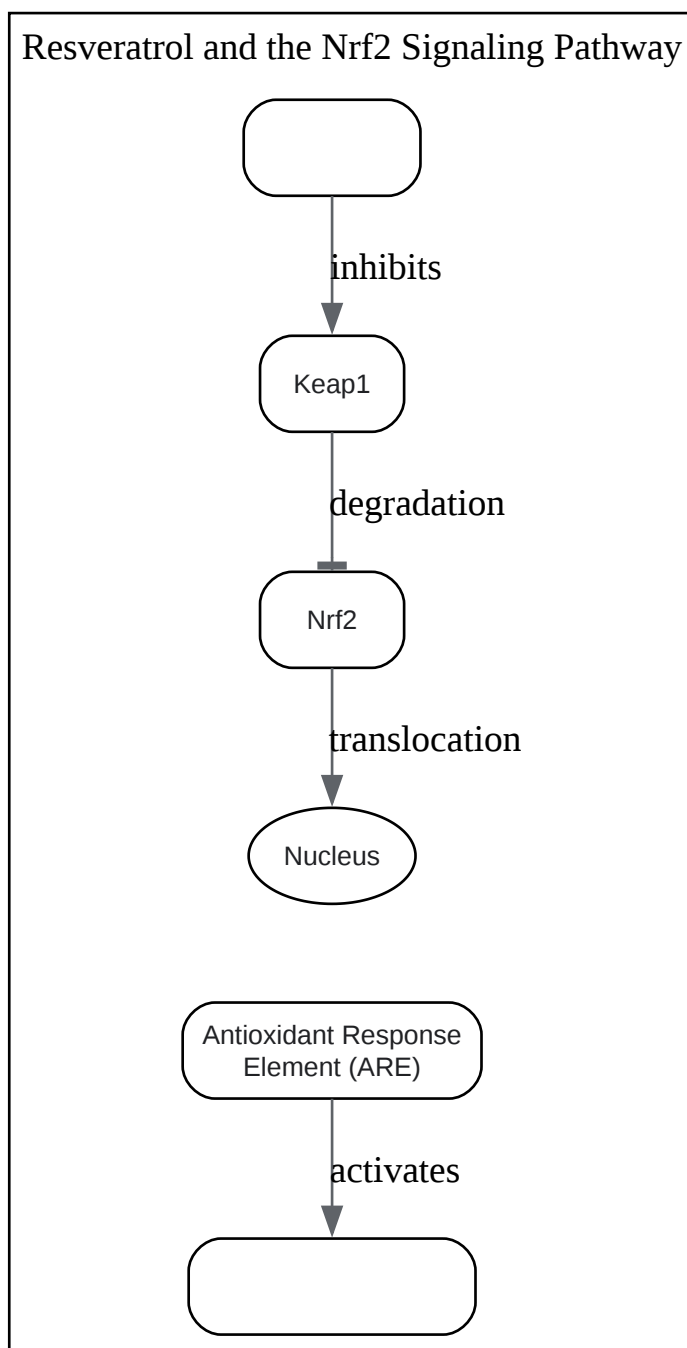 Resveratrol and the Nrf2 Signaling Pathway
inhibits
Keap1
degradation
Nrf2
translocation
Nucleus
Antioxidant Response
Element (ARE)
activates